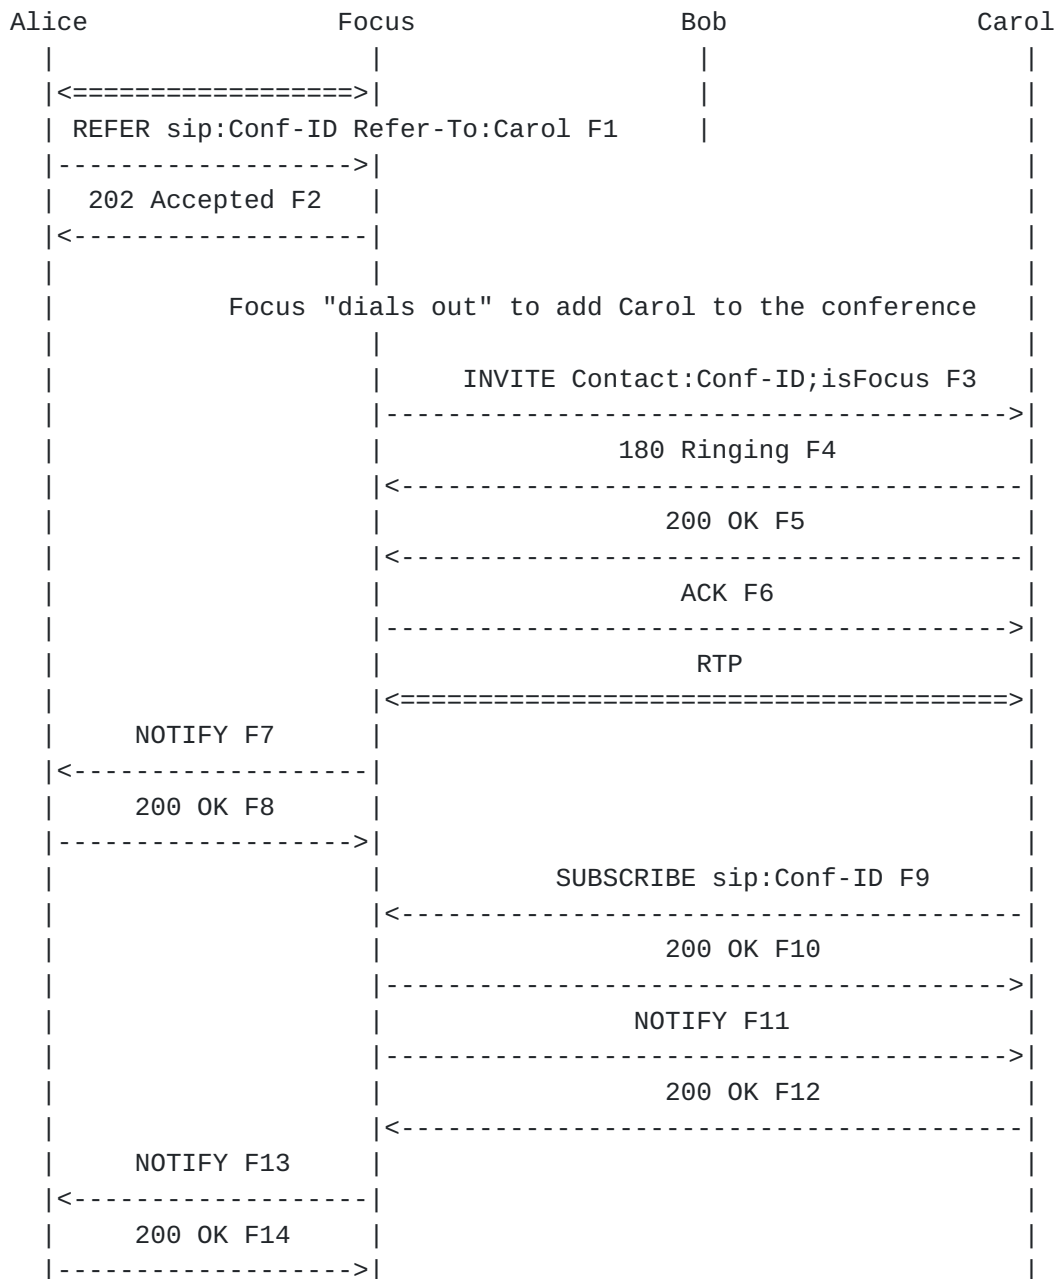 Alice Focus Bob Carol
REFER sip:Conf-ID Refer-To:Carol F1
202 Accepted F2
Focus "dials out" to add Carol to the conference
INVITE Contact:Conf-ID;isFocus F3
180 Ringing F4
200 OK F5
ACK F6
RTP
NOTIFY F7
200 OK F8
SUBSCRIBE sip:Conf-ID F9
200 OK F10
NOTIFY F11
200 OK F12
NOTIFY F13
200 OK F14